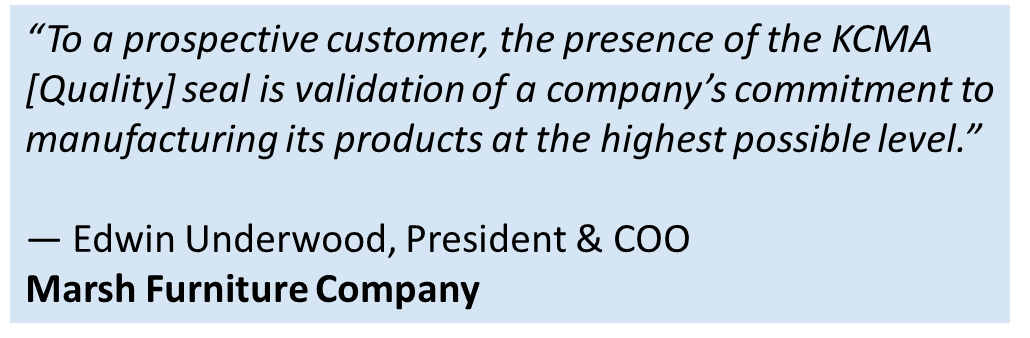 “To a prospective customer, the presence of the KCMA
[Quality] seal is validation of a company’s commitment to
manufacturing its products at the highest possible level.”
— Edwin Underwood, President & COO
Marsh Furniture Company